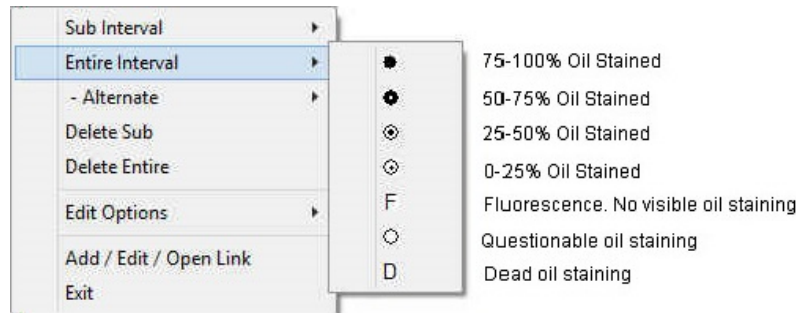 Sub Interval
Entire Interval
- Alternate
Delete Sub
Delete Entire
Edit Options
Add / Edit / Open Link
Exit
75-100% Oil Stained
50-75% Oil Stained
25-50% Oil Stained
0-25% Oil Stained
F Fluorescence. No visible oil staining
Questionable oil staining
D Dead oil staining